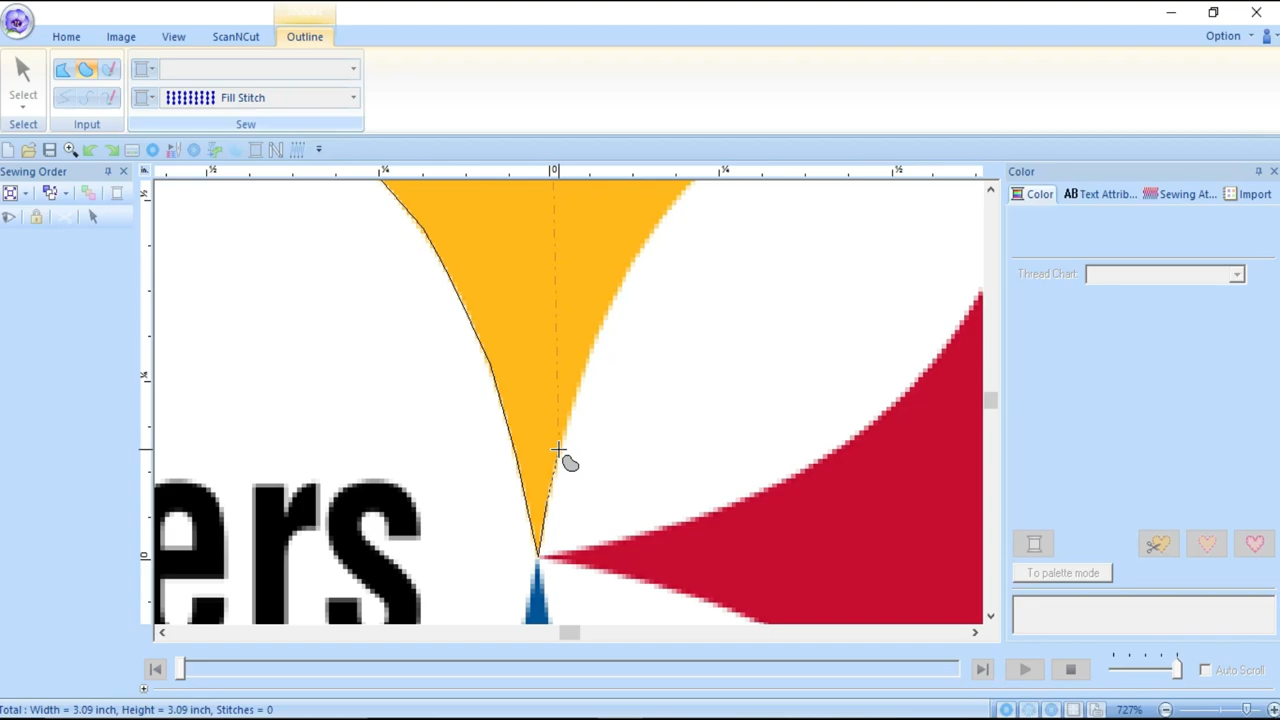 Home Image View ScanNCut Outline
Option
Select
Fill Stitch
Select Input Sew
Sewing Order
Color
Color Text Attrib... Sewing At... Import
Thread Chart:
ers
To palette mode
Auto Scroll
Total : Width = 3.09 inch, Height = 3.09 inch, Stitches = 0
727%